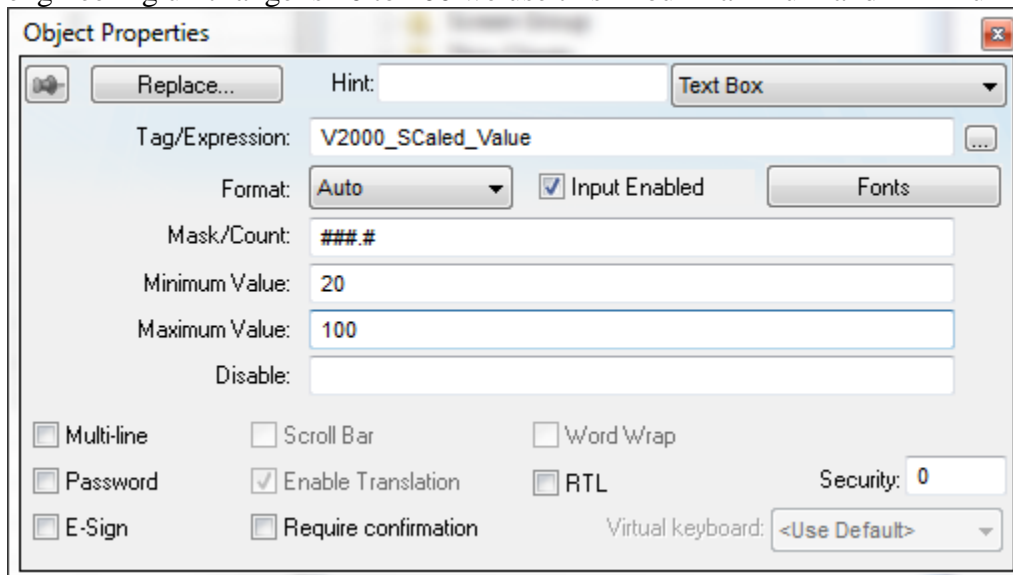 Object Properties
Replace... Hint: Text Box
Tag/Expression: V2000_SCaled_Value ...
Format: Auto Input Enabled Fonts
Mask/Count: ###.#
Minimum Value: 20
Maximum Value: 100
Disable:
Multi-line Scroll Bar Word Wrap
Password Enable Translation RTL Security: 0
E-Sign Require confirmation Virtual keyboard: <Use Default>